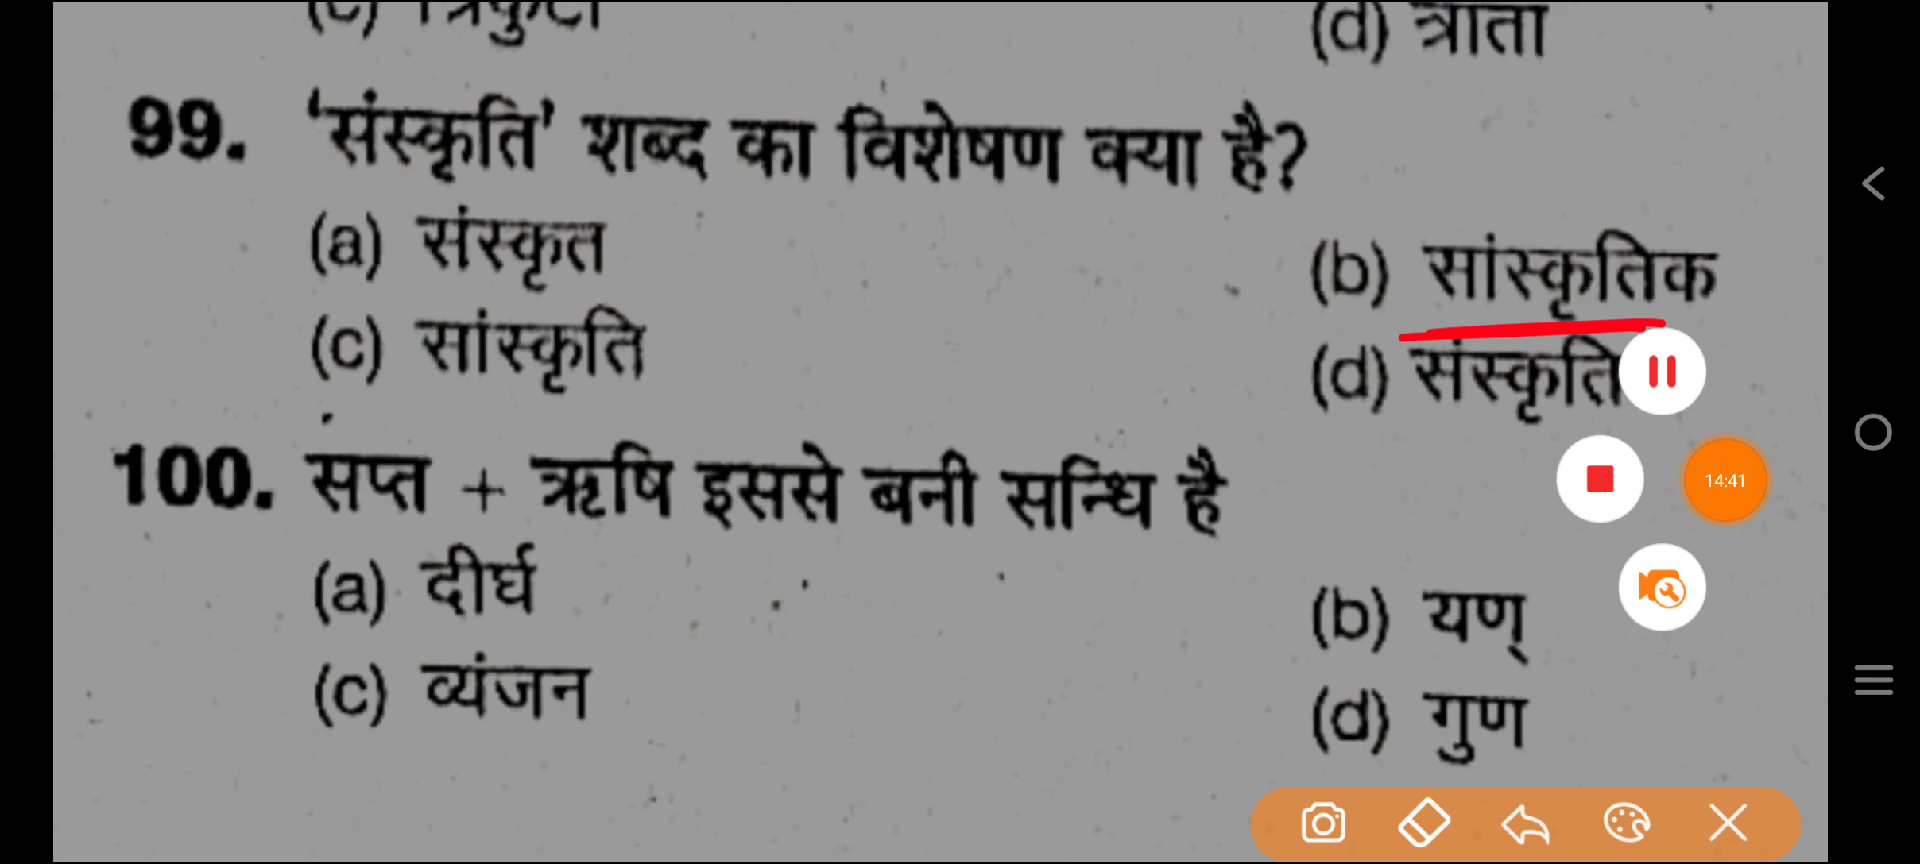 (d) त्राता
99. 'संस्कृति' शब्द का विशेषण क्या है?
(a) संस्कृत
(b) सांस्कृतिक
(c) सांस्कृति
(d) संस्कृति
100. सप्त + ऋषि इससे बनी सन्धि है
14:41
(a) दीर्घ
(b) यण्
(c) व्यंजन
(d) गुण